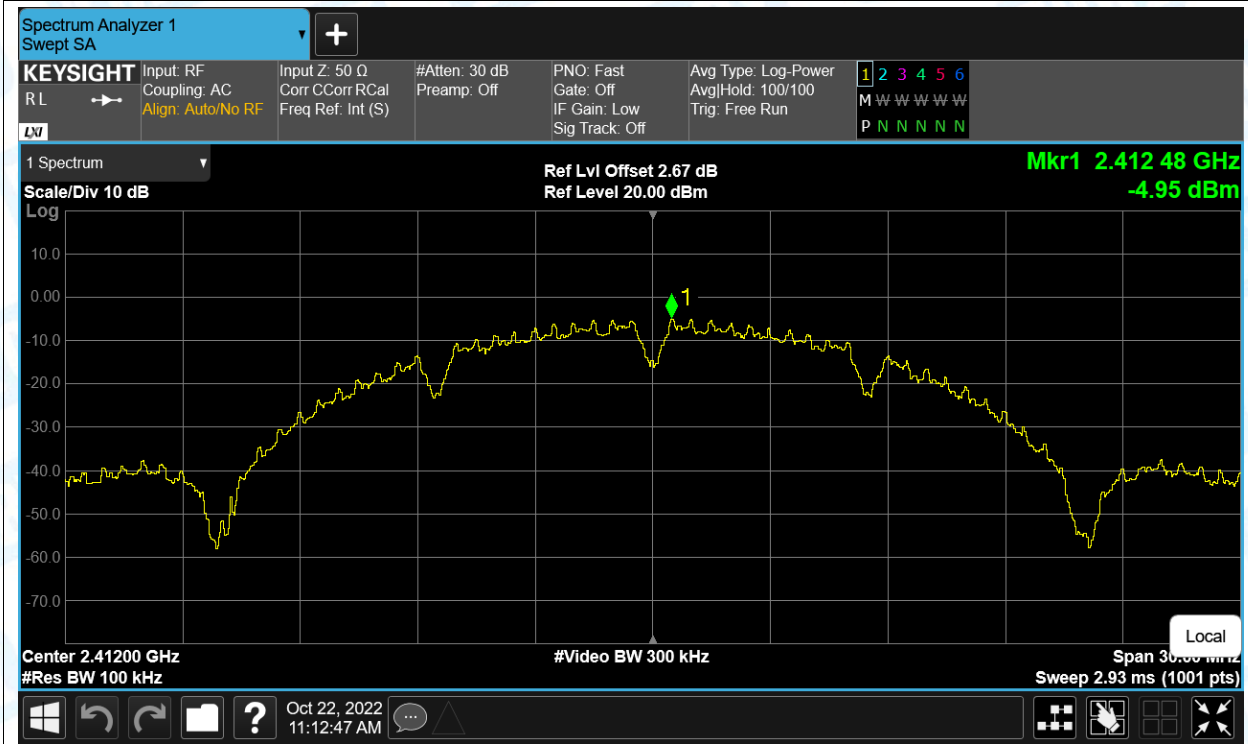 Spectrum Analyzer 1
Swept SA
+
KEYSIGHT
R L
LXI
Input: RF
Coupling: AC
Align: Auto/No RF
Input Z: 50 Ω
Corr CCorr RCal
Freq Ref: Int (S)
#Atten: 30 dB
Preamp: Off
PNO: Fast
Gate: Off
IF Gain: Low
Sig Track: Off
Avg Type: Log-Power
Avg|Hold: 100/100
Trig: Free Run
1 2 3 4 5 6
M W W W W W
P N N N N N
1 Spectrum
Scale/Div 10 dB
Log
Ref Lvl Offset 2.67 dB
Ref Level 20.00 dBm
Mkr1 2.412 48 GHz
-4.95 dBm
10.0
0.00
-10.0
-20.0
-30.0
-40.0
-50.0
-60.0
-70.0
1
Local
Center 2.41200 GHz
#Res BW 100 kHz
#Video BW 300 kHz
Span 30.00 MHz
Sweep 2.93 ms (1001 pts)
?
Oct 22, 2022
11:12:47 AM